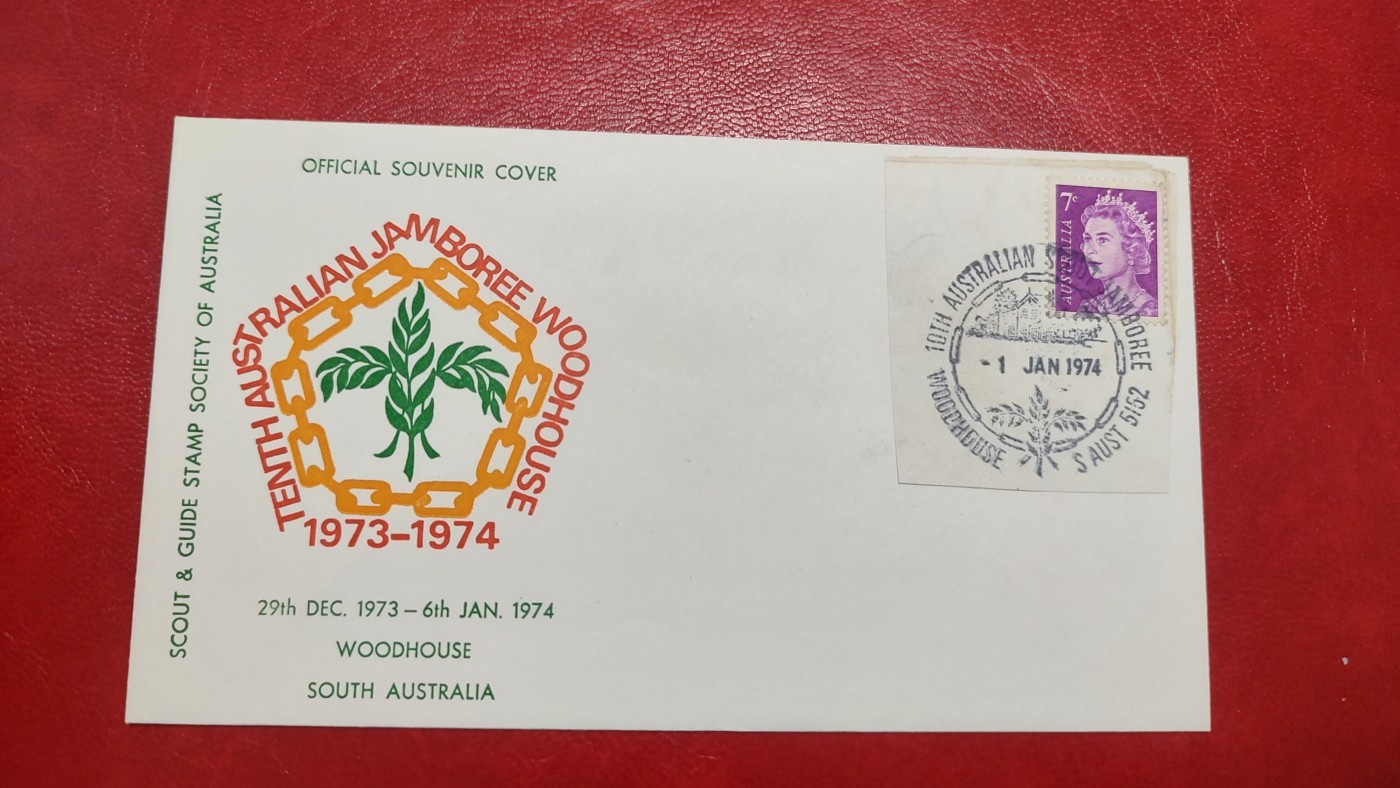 OFFICIAL SOUVENIR COVER
SCOUT & GUIDE STAMP SOCIETY OF AUSTRALIA
TENTH AUSTRALIAN JAMBOREE WOODHOUSE
1973-1974
29th DEC. 1973 – 6th JAN. 1974
WOODHOUSE
SOUTH AUSTRALIA
7c
AUSTRALIA
10TH AUSTRALIAN SCOUT JAMBOREE
- 1 JAN 1974
WOODHOUSE S AUST 5152